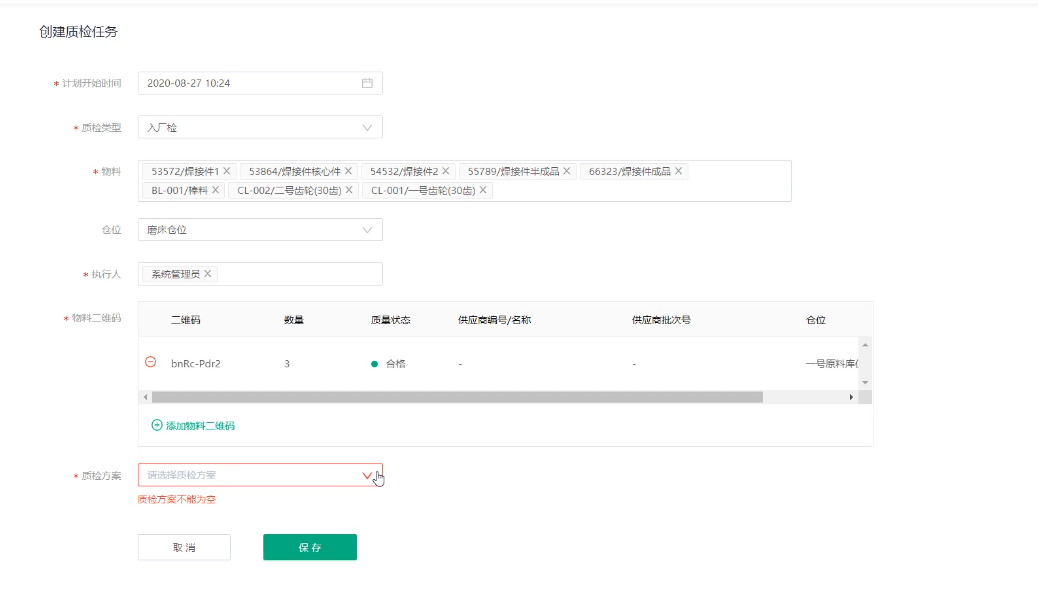 创建质检任务
* 计划开始时间 2020-08-27 10:24
* 质检类型 入厂检
* 物料 53572/焊接件1 53864/焊接件核心件 54532/焊接件2 55789/焊接件半成品 66323/焊接件成品
BL-001/棒料 CL-002/二号齿轮(30齿) CL-001/一号齿轮(30齿)
仓位 磨床仓位
* 执行人 系统管理员
* 物料二维码 二维码 数量 质量状态 供应商编号/名称 供应商批次号 仓位
bnRc-Pdr2 3 合格 - - 一号原料库
添加物料二维码
* 质检方案 请选择质检方案
质检方案不能为空
取消 保存